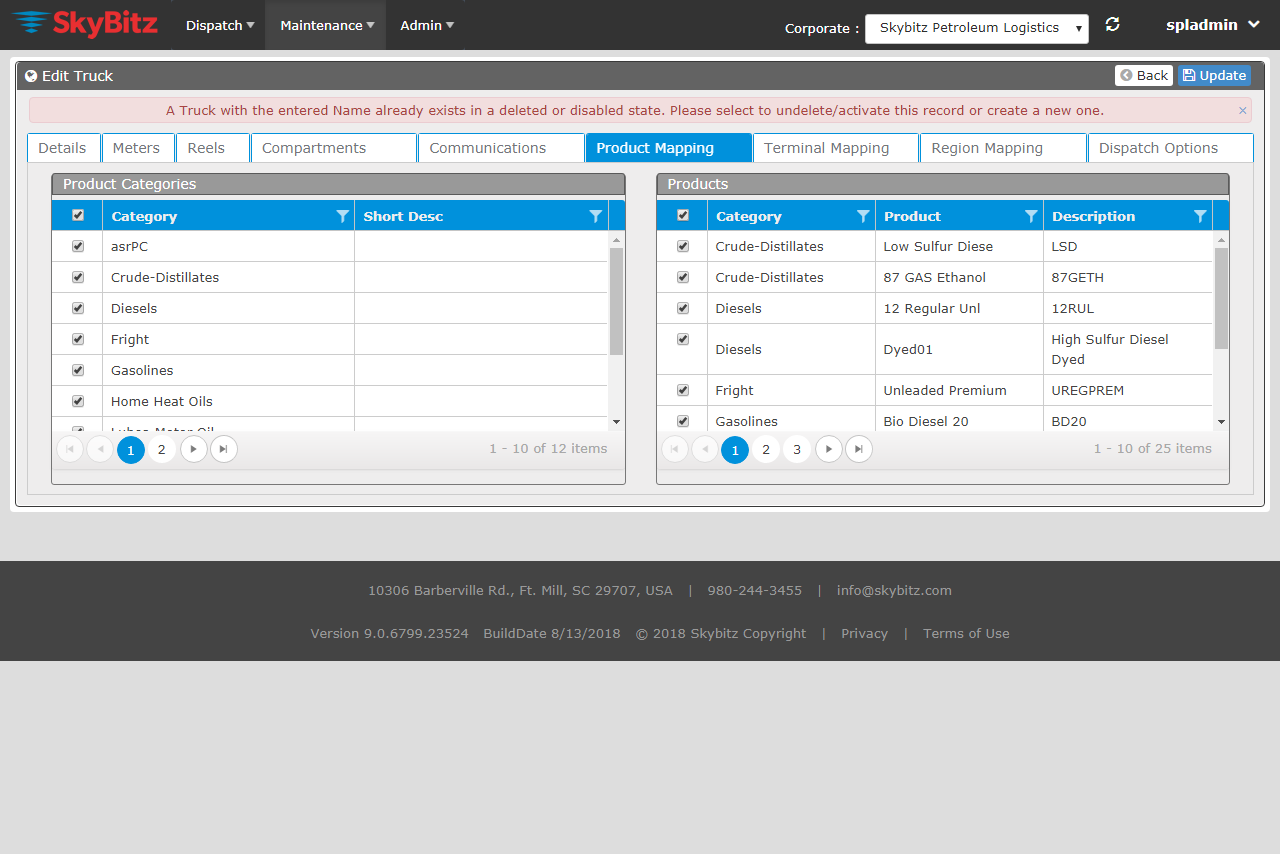 SkyBitz Dispatch Maintenance Admin Corporate : Skybitz Petroleum Logistics spladmin
Edit Truck Back Update
A Truck with the entered Name already exists in a deleted or disabled state. Please select to undelete/activate this record or create a new one. ×
Details Meters Reels Compartments Communications Product Mapping Terminal Mapping Region Mapping Dispatch Options
Product Categories
Category Short Desc
asrPC
Crude-Distillates
Diesels
Fright
Gasolines
Home Heat Oils
1 2 1 - 10 of 12 items
Products
Category Product Description
Crude-Distillates Low Sulfur Diese LSD
Crude-Distillates 87 GAS Ethanol 87GETH
Diesels 12 Regular Unl 12RUL
Diesels Dyed01 High Sulfur Diesel
Dyed
Fright Unleaded Premium UREGPREM
Gasolines Bio Diesel 20 BD20
1 2 3 1 - 10 of 25 items
10306 Barberville Rd., Ft. Mill, SC 29707, USA | 980-244-3455 | info@skybitz.com
Version 9.0.6799.23524 BuildDate 8/13/2018 © 2018 Skybitz Copyright | Privacy | Terms of Use